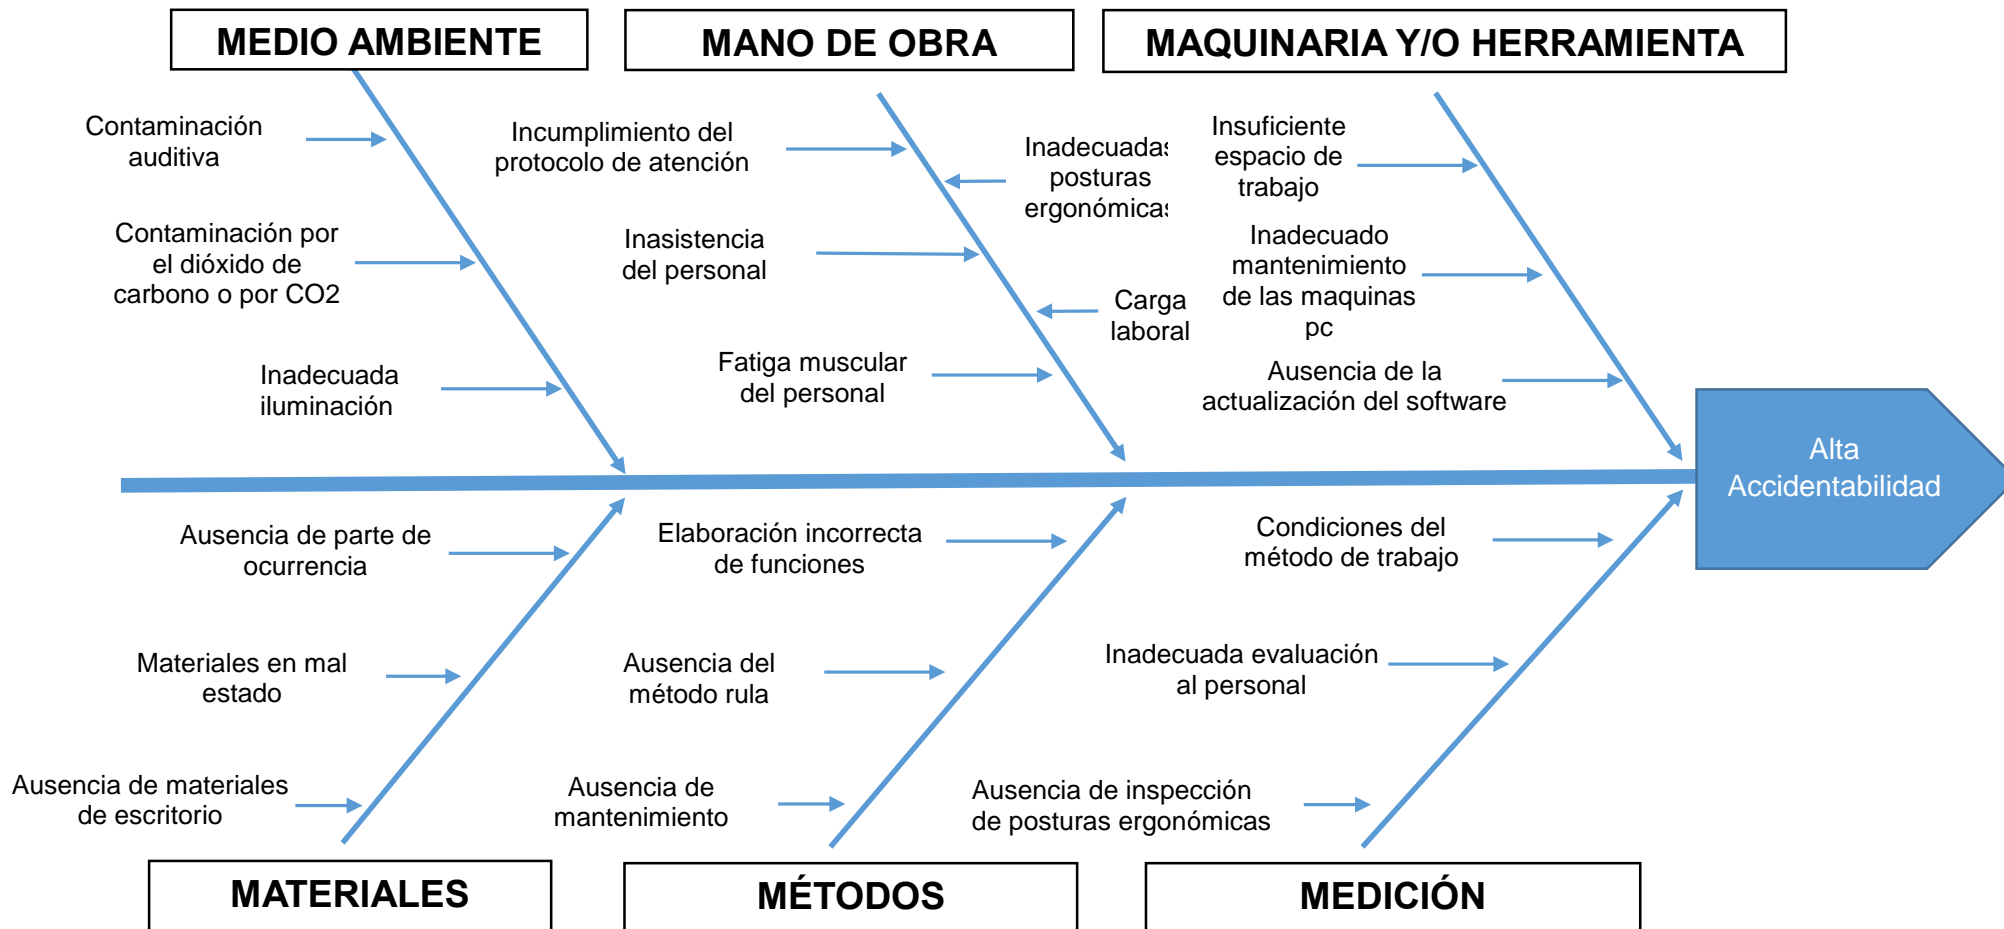 MEDIO AMBIENTE
MANO DE OBRA
MAQUINARIA Y/O HERRAMIENTA
Contaminación
auditiva
Contaminación por
el dióxido de
carbono o por CO2
Inadecuada
iluminación
Incumplimiento del
protocolo de atención
Inasistencia
del personal
Fatiga muscular
del personal
Inadecuadas
posturas
ergonómicas
Carga
laboral
Insuficiente
espacio de
trabajo
Inadecuado
mantenimiento
de las maquinas
pc
Ausencia de la
actualización del software
Alta
Accidentabilidad
Ausencia de parte de
ocurrencia
Materiales en mal
estado
Ausencia de materiales
de escritorio
Elaboración incorrecta
de funciones
Ausencia del
método rula
Ausencia de
mantenimiento
Condiciones del
método de trabajo
Inadecuada evaluación
al personal
Ausencia de inspección
de posturas ergonómicas
MATERIALES
MÉTODOS
MEDICIÓN